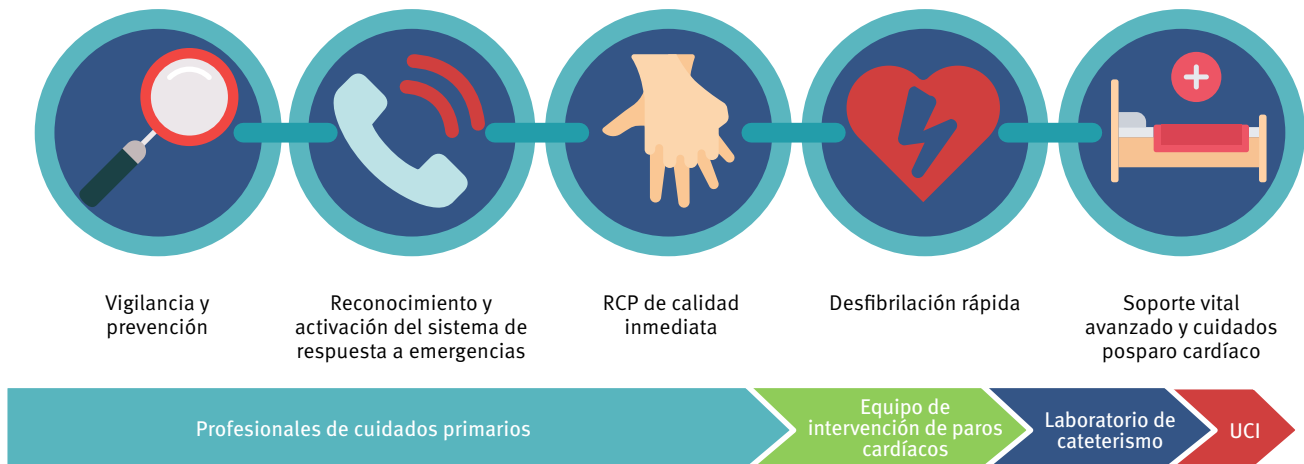 Vigilancia y
prevención
Reconocimiento y
activación del sistema de
respuesta a emergencias
RCP de calidad
inmediata
Desfibrilación rápida
Soporte vital
avanzado y cuidados
posparo cardíaco
Profesionales de cuidados primarios
Equipo de
intervención de paros
cardíacos
Laboratorio de
cateterismo
UCI